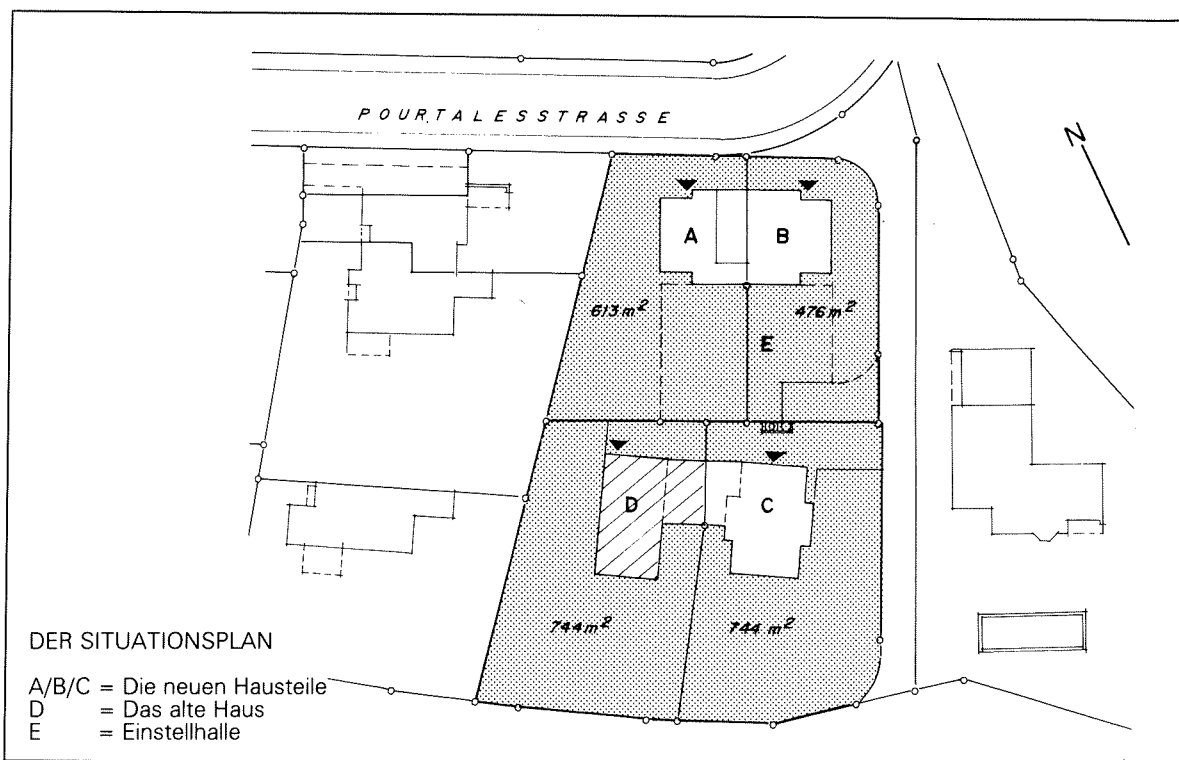 POURTALESSTRASSE
N
A
B
613 m²
476 m²
E
D
C
744 m²
744 m²
DER SITUATIONSPLAN
A/B/C = Die neuen Hausteile
D = Das alte Haus
E = Einstellhalle